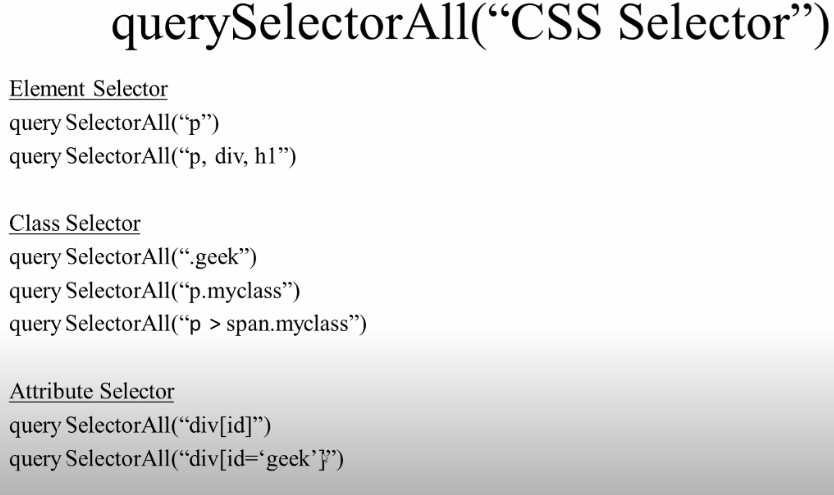 querySelectorAll(“CSS Selector”)
Element Selector
query SelectorAll(“p”)
query SelectorAll(“p, div, h1”)
Class Selector
query SelectorAll(“.geek”)
query SelectorAll(“p.myclass”)
query SelectorAll(“p > span.myclass”)
Attribute Selector
query SelectorAll(“div[id]”)
query SelectorAll(“div[id=‘geek’]”)